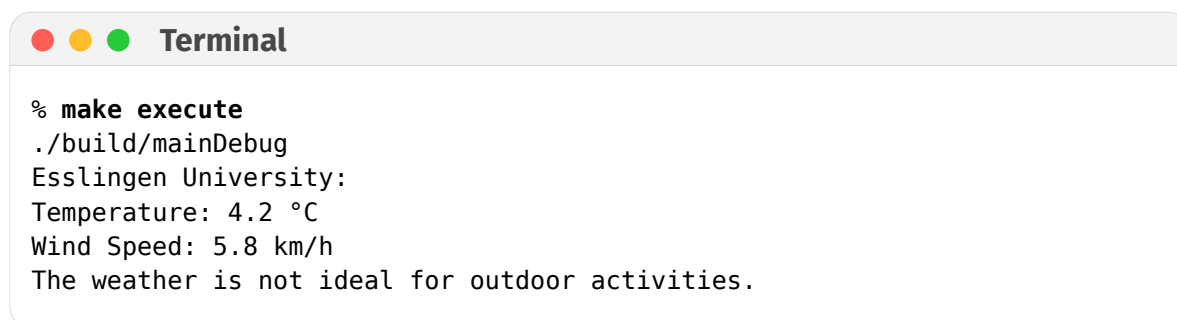 Terminal
% make execute
./build/mainDebug
Esslingen University:
Temperature: 4.2 °C
Wind Speed: 5.8 km/h
The weather is not ideal for outdoor activities.